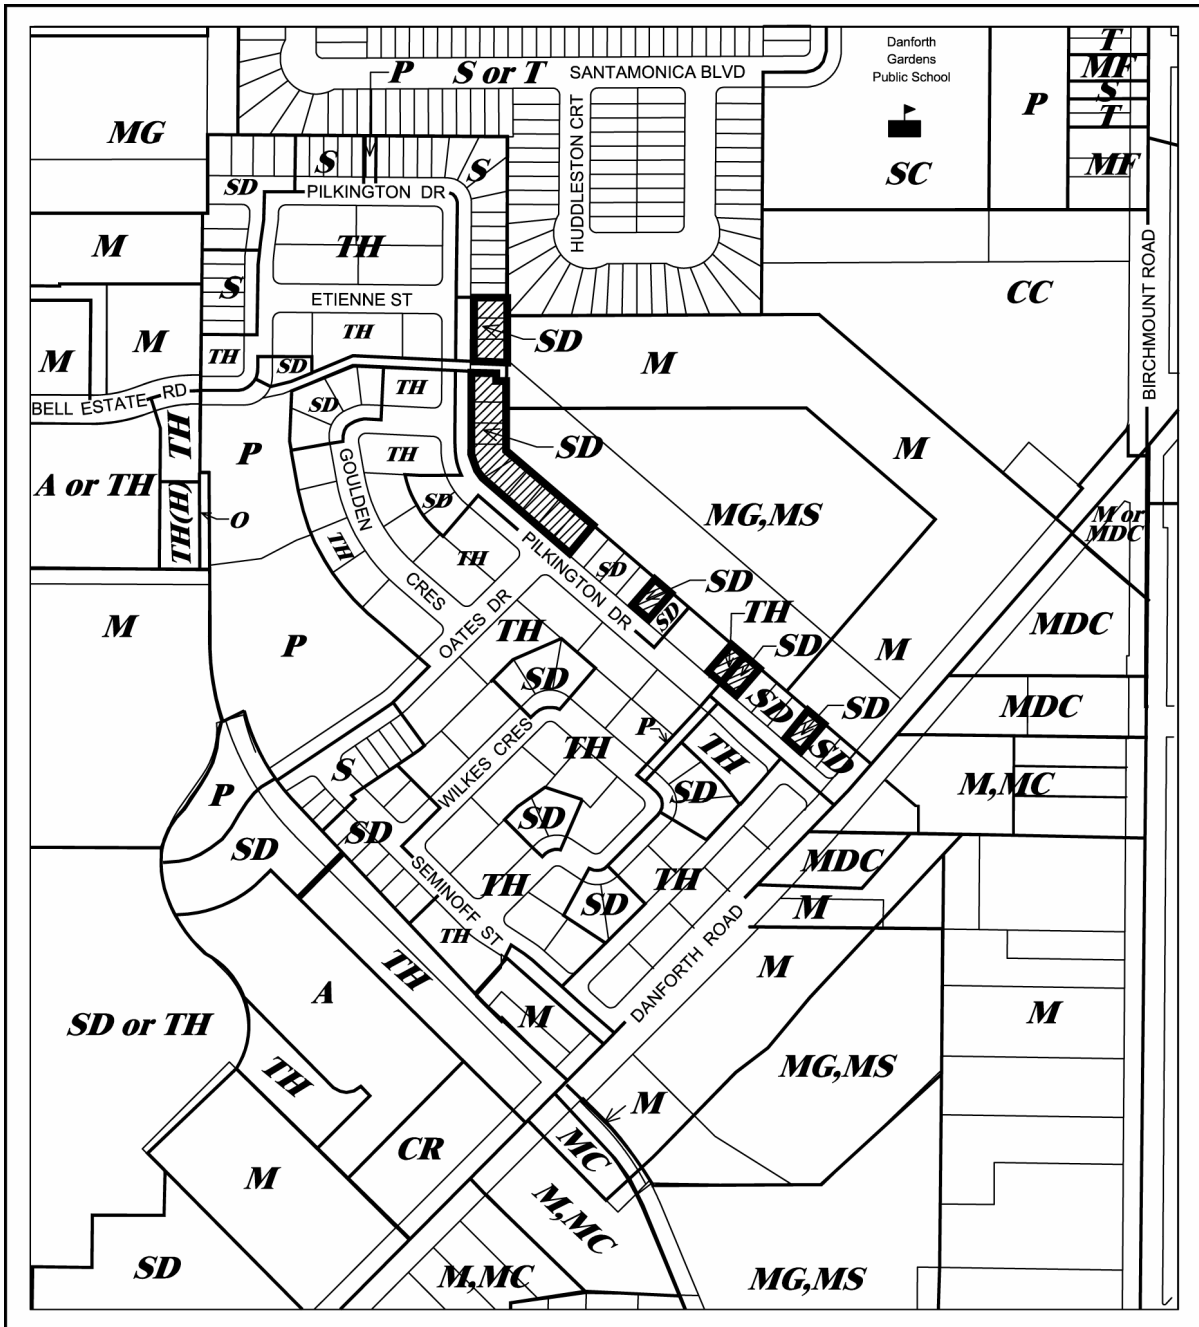 Danforth
Gardens
Public School
T
MF
S
T
MF
P
SC
P
S or T
SANTAMONICA BLVD
HUDDLESTON CRT
MG
S
S
SD
PILKINGTON DR
M
TH
S
ETIENNE ST
CC
BIRCHMOUNT ROAD
M
M
TH
TH
SD
SD
M
BELL ESTATE RD
SD
TH
TH
P
GOULDEN
CRES
TH
SD
M
A or TH
TH(H)
O
SD
MG,MS
M or
MDC
TH
TH
PILKINGTON DR
SD
SD
SD
TH
SD
M
P
OATES DR
TH
SD
M
MDC
SD
SD
MDC
P
TH
TH
SD
WILKES CRES
S
SD
M,MC
P
SD
SD
SD
MDC
SEMINOFF ST
TH
SD
TH
M
TH
DANFORTH ROAD
M
TH
A
M
M
SD or TH
TH
MG,MS
M
CR
MC
M
M,MC
SD
M,MC
MG,MS